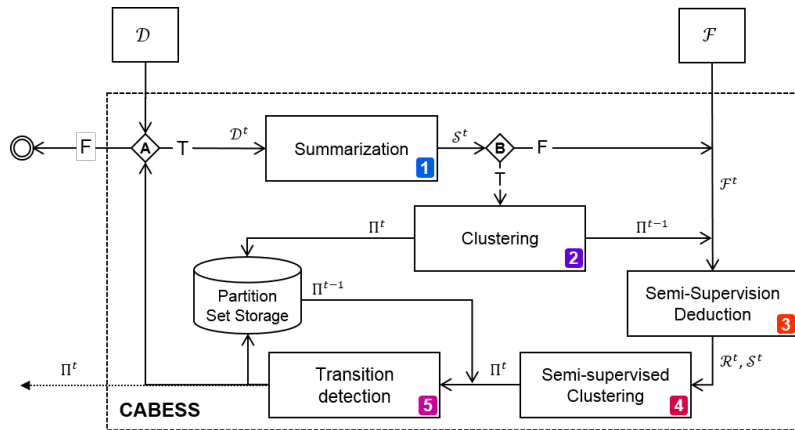 𝒟
ℱ
F
A
T
𝒟ᵗ
Summarization
1
𝒮ᵗ
B
F
T
ℱᵗ
Πᵗ
Clustering
2
Πᵗ⁻¹
Partition
Set Storage
Πᵗ⁻¹
Semi-Supervision
Deduction
3
ℛᵗ, 𝒮ᵗ
Πᵗ
Transition
detection
5
Πᵗ
Semi-supervised
Clustering
4
CABESS